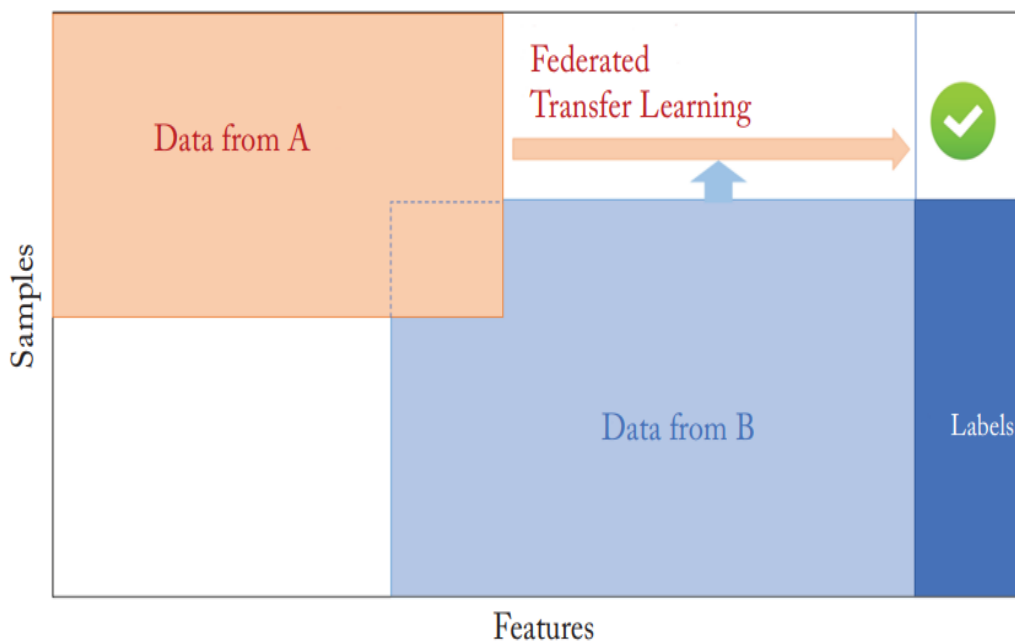 Federated
Transfer Learning
Data from A
Samples
Data from B
Labels
Features